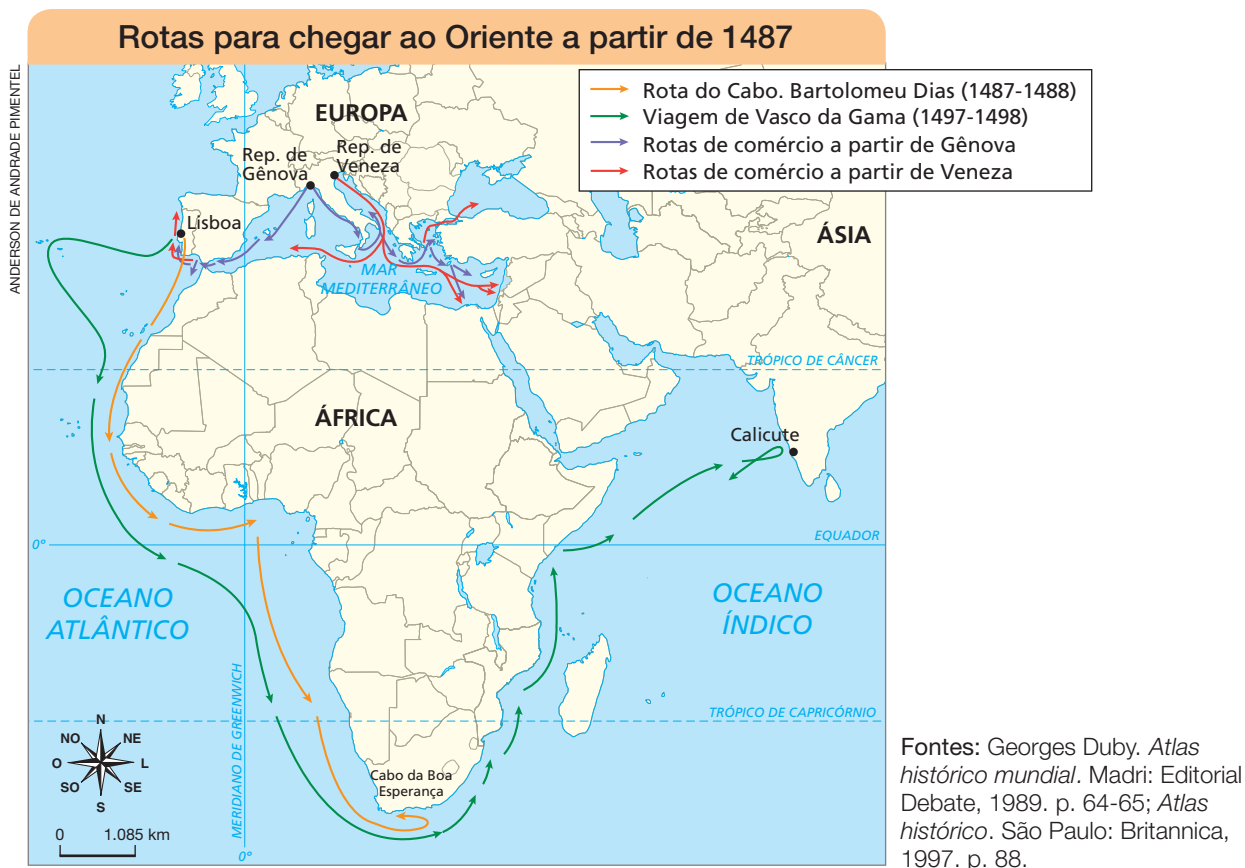 Rotas para chegar ao Oriente a partir de 1487
ANDERSON DE ANDRADE PIMENTEL
Rota do Cabo. Bartolomeu Dias (1487-1488)
Viagem de Vasco da Gama (1497-1498)
Rotas de comércio a partir de Gênova
Rotas de comércio a partir de Veneza
EUROPA
Rep. de
Gênova
Rep. de
Veneza
Lisboa
ÁSIA
MAR
MEDITERRÂNEO
TRÓPICO DE CÂNCER
ÁFRICA
Calicute
0°
EQUADOR
OCEANO
ATLÂNTICO
OCEANO
ÍNDICO
MERIDIANO DE GREENWICH
TRÓPICO DE CAPRICÓRNIO
N
NO
NE
O
L
SO
SE
S
Cabo da Boa
Esperança
0
1.085 km
0°
Fontes: Georges Duby. Atlas
histórico mundial. Madri: Editorial
Debate, 1989. p. 64-65; Atlas
histórico. São Paulo: Britannica,
1997. p. 88.